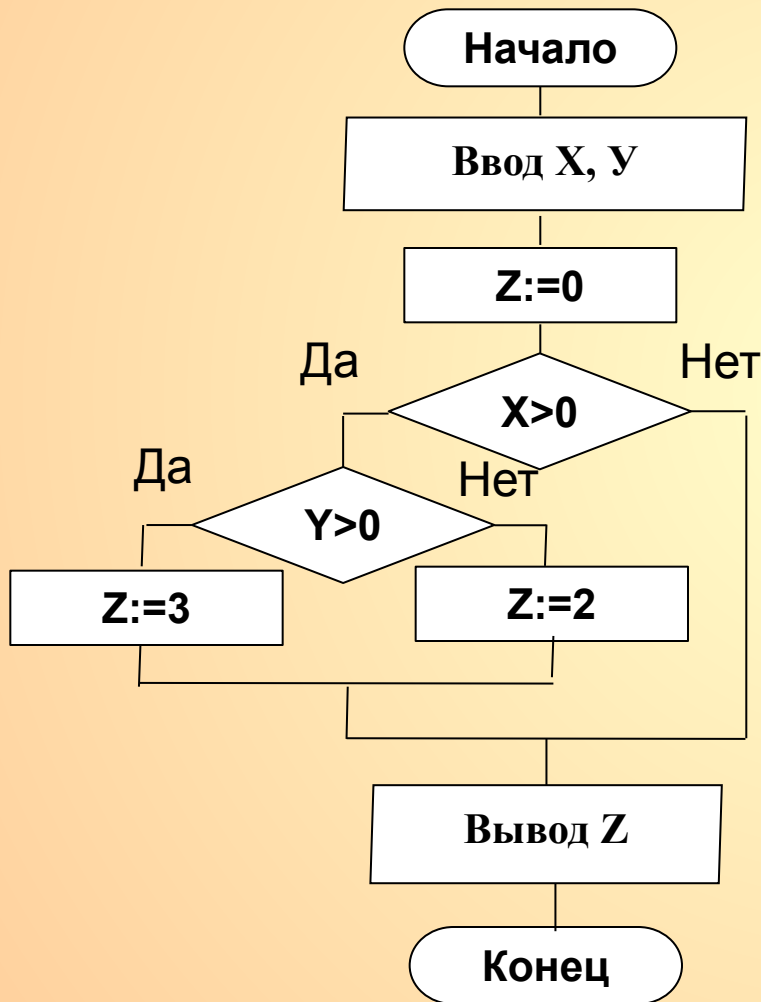 Начало
Ввод X, У
Z:=0
Да
Нет
X>0
Да
Нет
Y>0
Z:=3
Z:=2
Вывод Z
Конец